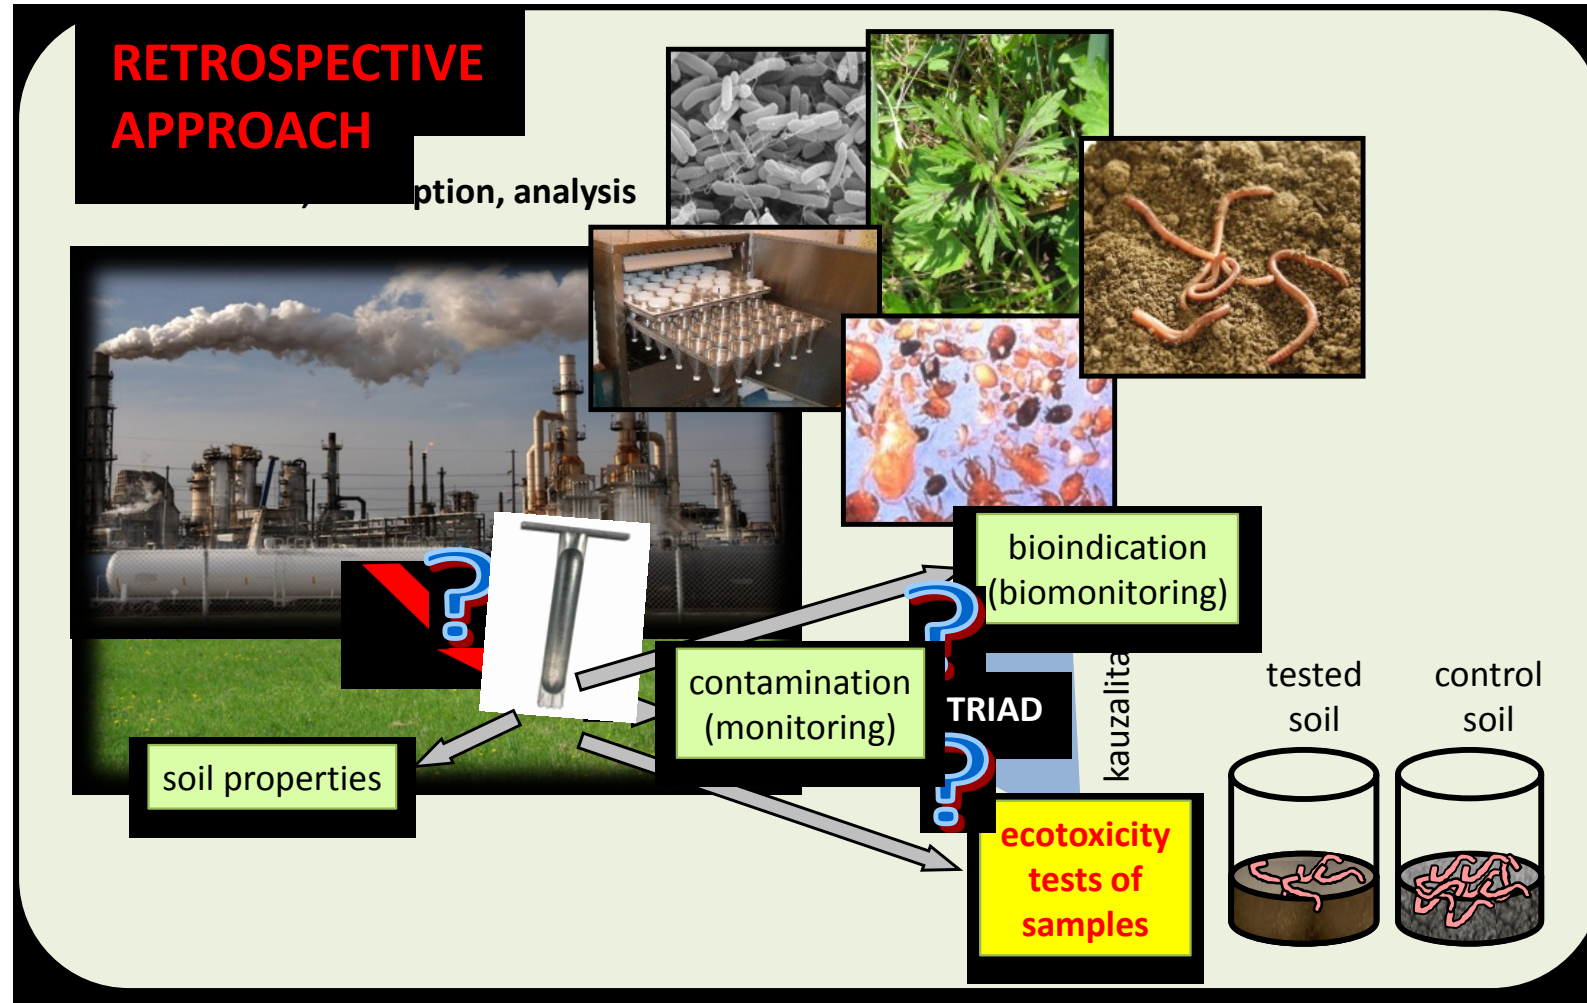 RETROSPECTIVE
APPROACH
analysis
bioindication
(biomonitoring)
contamination
(monitoring)
TRIAD
kauzalita
tested
soil
control
soil
soil properties
ecotoxicity
tests of
samples